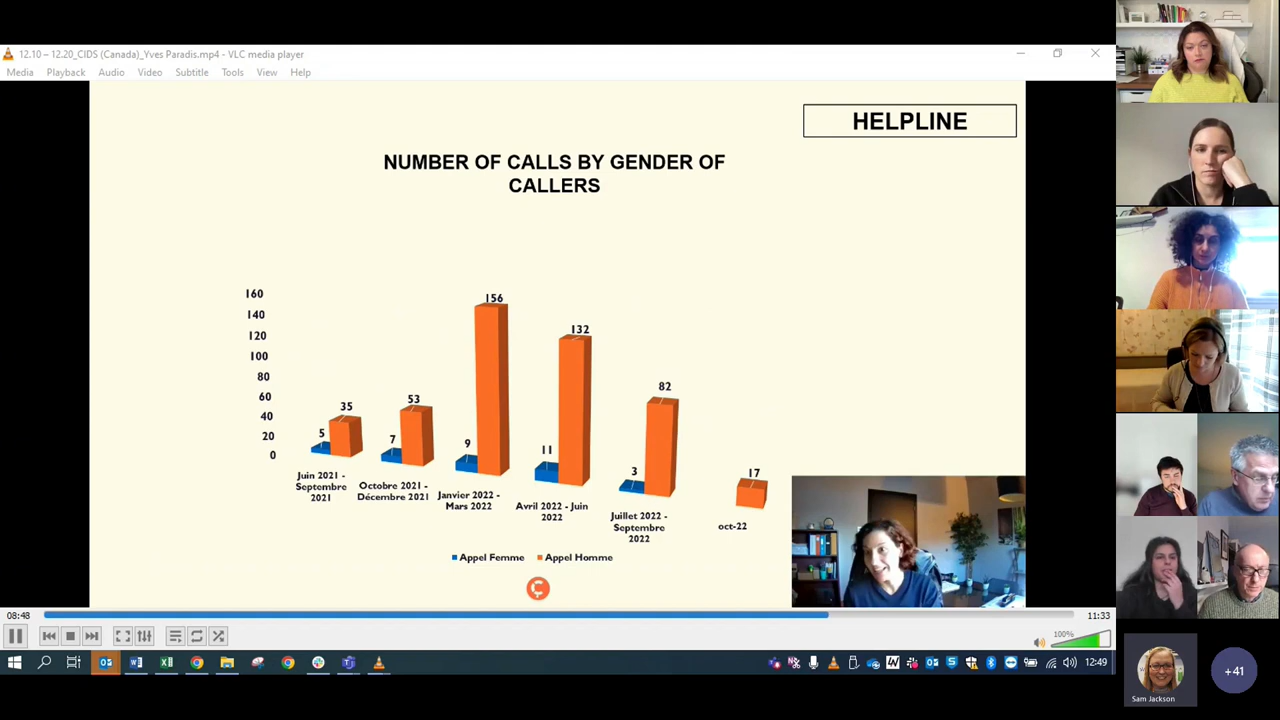 12.10 – 12.20_CIDS (Canada)_Yves Paradis.mp4 - VLC media player
Media Playback Audio Video Subtitle Tools View Help
HELPLINE
NUMBER OF CALLS BY GENDER OF
CALLERS
160
140
120
100
80
60
40
20
0
5
35
7
53
9
156
11
132
3
82
17
Juin 2021 -
Septembre
2021
Octobre 2021 -
Décembre 2021
Janvier 2022 -
Mars 2022
Avril 2022 - Juin
2022
Juillet 2022 -
Septembre
2022
oct-22
Appel Femme Appel Homme
08:48
11:33
100%
12:49
Sam Jackson
+41